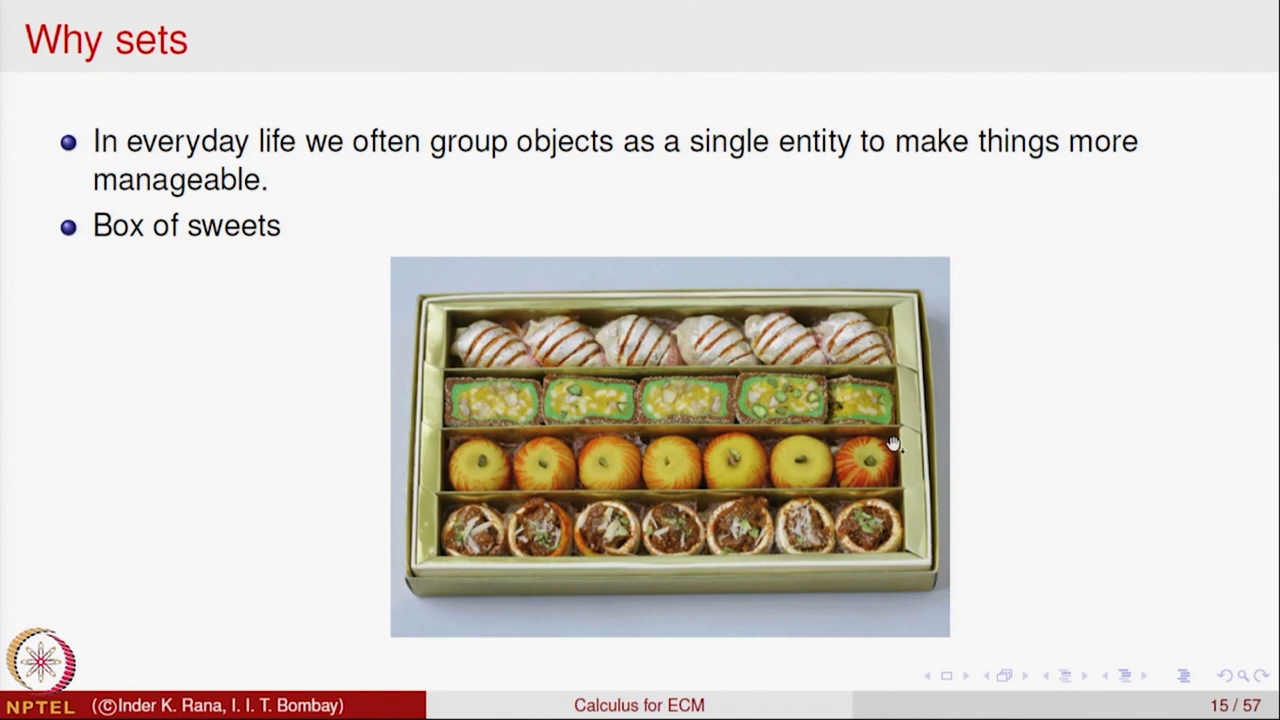 Why sets
In everyday life we often group objects as a single entity to make things more
manageable.
Box of sweets
NPTEL
(©Inder K. Rana, I. I. T. Bombay)
Calculus for ECM
15 / 57